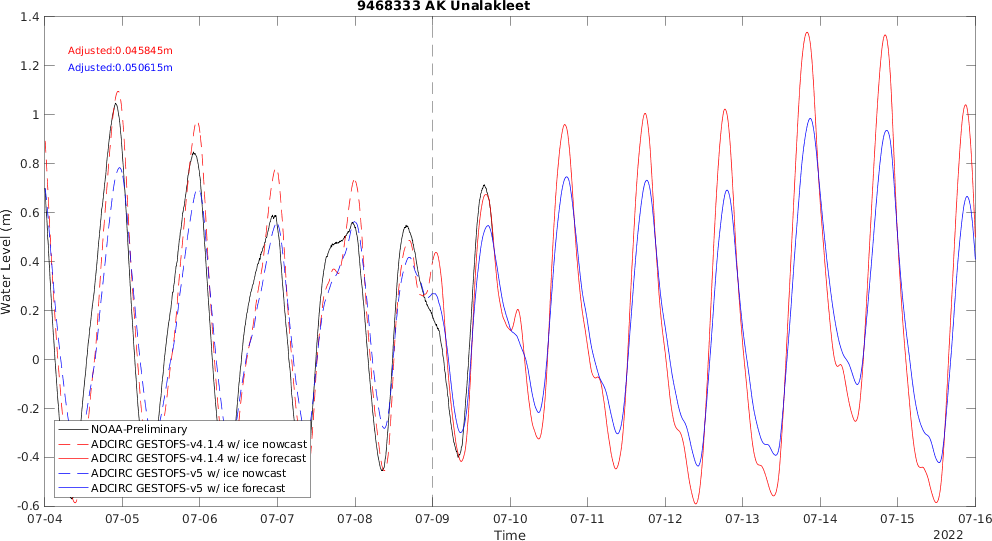 9468333 AK Unalakleet
Adjusted:0.045845m
Adjusted:0.050615m
Water Level (m)
1.4
1.2
1
0.8
0.6
0.4
0.2
0
-0.2
-0.4
-0.6
NOAA-Preliminary
ADCIRC GESTOFS-v4.1.4 w/ ice nowcast
ADCIRC GESTOFS-v4.1.4 w/ ice forecast
ADCIRC GESTOFS-v5 w/ ice nowcast
ADCIRC GESTOFS-v5 w/ ice forecast
07-04 07-05 07-06 07-07 07-08 07-09 07-10 07-11 07-12 07-13 07-14 07-15 07-16
Time
2022